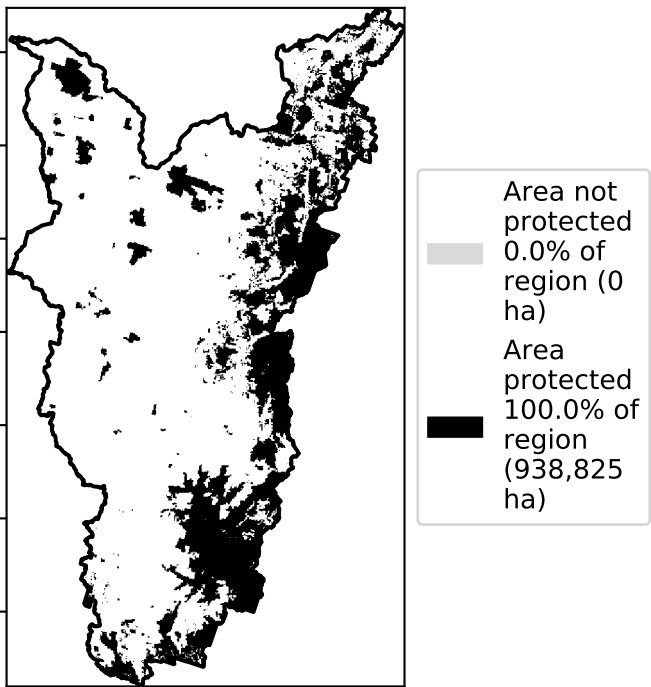 Area not
protected
0.0% of
region (0
ha)
Area
protected
100.0% of
region
(938,825
ha)